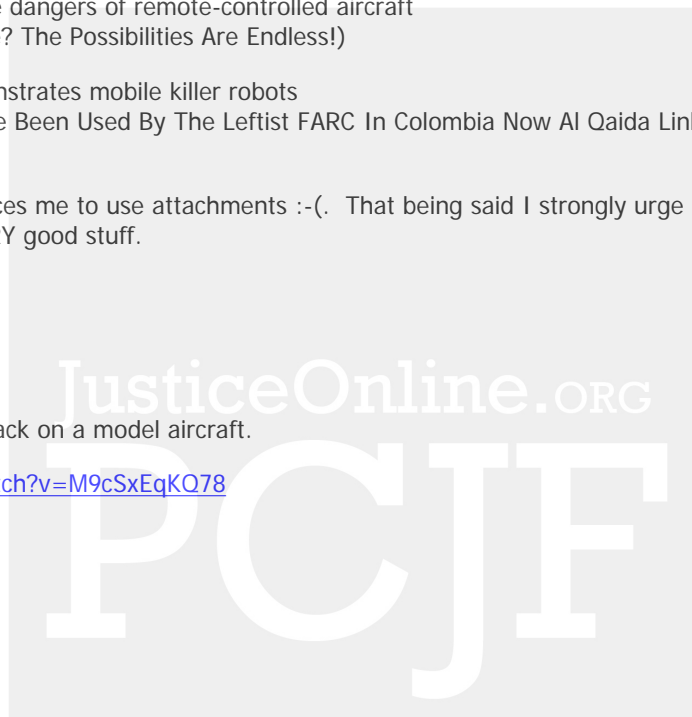 dangers of remote-controlled aircraft
? The Possibilities Are Endless!)
nstrates mobile killer robots
e Been Used By The Leftist FARC In Colombia Now Al Qaida
ces me to use attachments :-(. That being said I strongly urge
Y good stuff.
JusticeOnline.ORG
ack on a model aircraft.
tch?v=M9cSxEqKQ78
PCJF